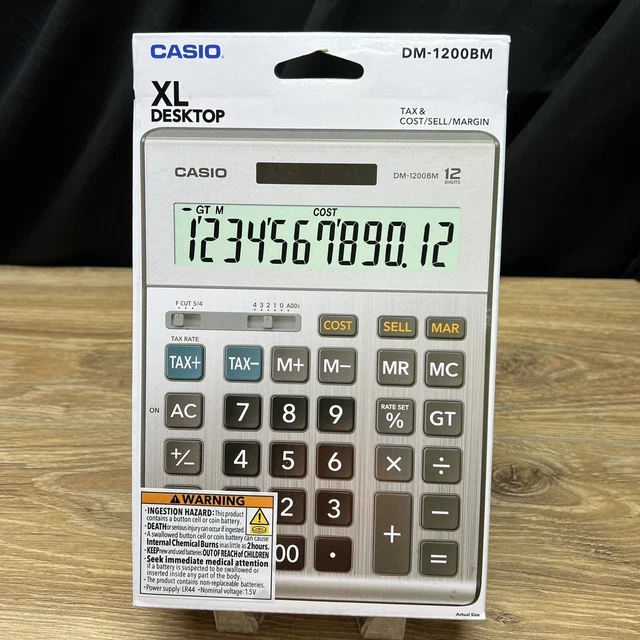 CASIO
DM-1200BM
XL
DESKTOP
TAX &
COST/SELL/MARGIN
CASIO
DM-1200BM 12
DIGITS
GT M COST
1'234'567'890.12
F CUT 5/4
4 3 2 1 0 ADD₂
COST SELL MAR
TAX RATE
TAX+ TAX− M+ M− MR MC
ON AC 7 8 9 RATE SET % GT
+/− 4 5 6 × ÷
2 3 + −
00 · =
WARNING
• INGESTION HAZARD: This product
contains a button cell or coin battery.
• DEATH or serious injury can occur if ingested.
• A swallowed button cell or coin battery can cause
Internal Chemical Burns in as little as 2 hours.
• KEEP new and used batteries OUT OF REACH of CHILDREN
• Seek immediate medical attention
if a battery is suspected to be swallowed or
inserted inside any part of the body.
• The product contains non-replaceable batteries.
• Power supply: LR44 • Nominal voltage: 1.5V
Actual Size